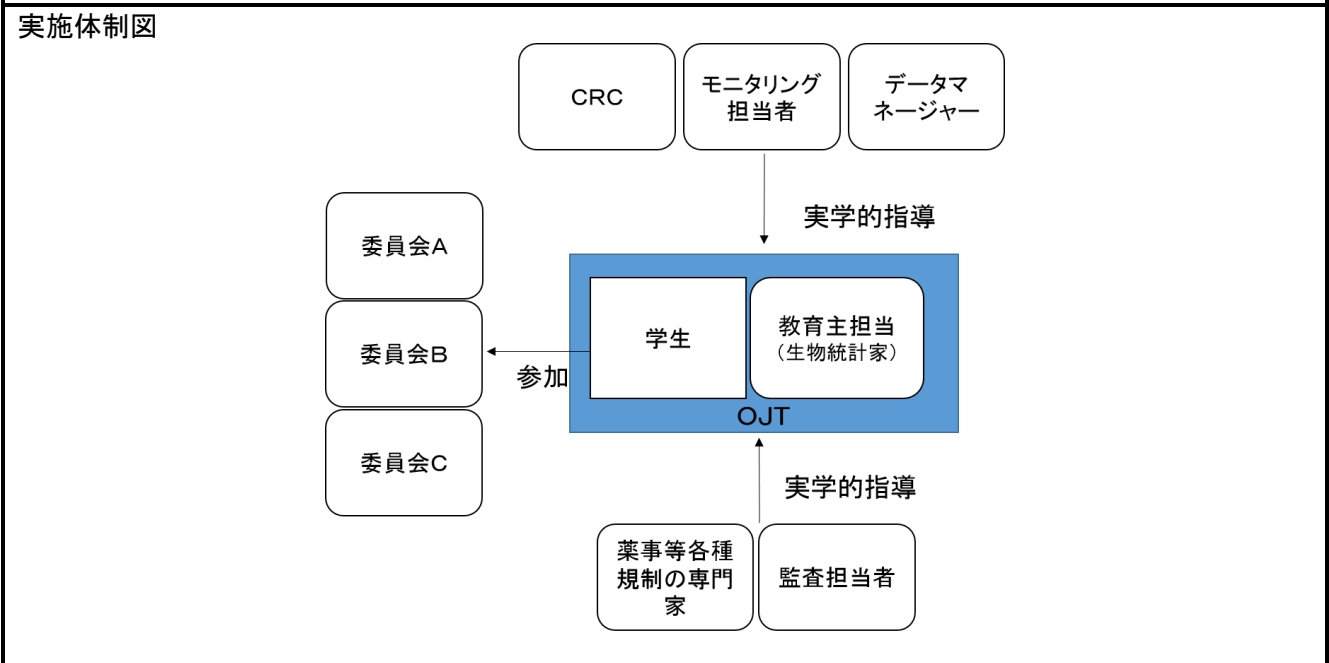 実施体制図
CRC
モニタリング
担当者
データマ
ネージャー
実学的指導
委員会A
委員会B
委員会C
参加
学生
教育主担当
（生物統計家）
OJT
実学的指導
薬事等各種
規制の専門
家
監査担当者